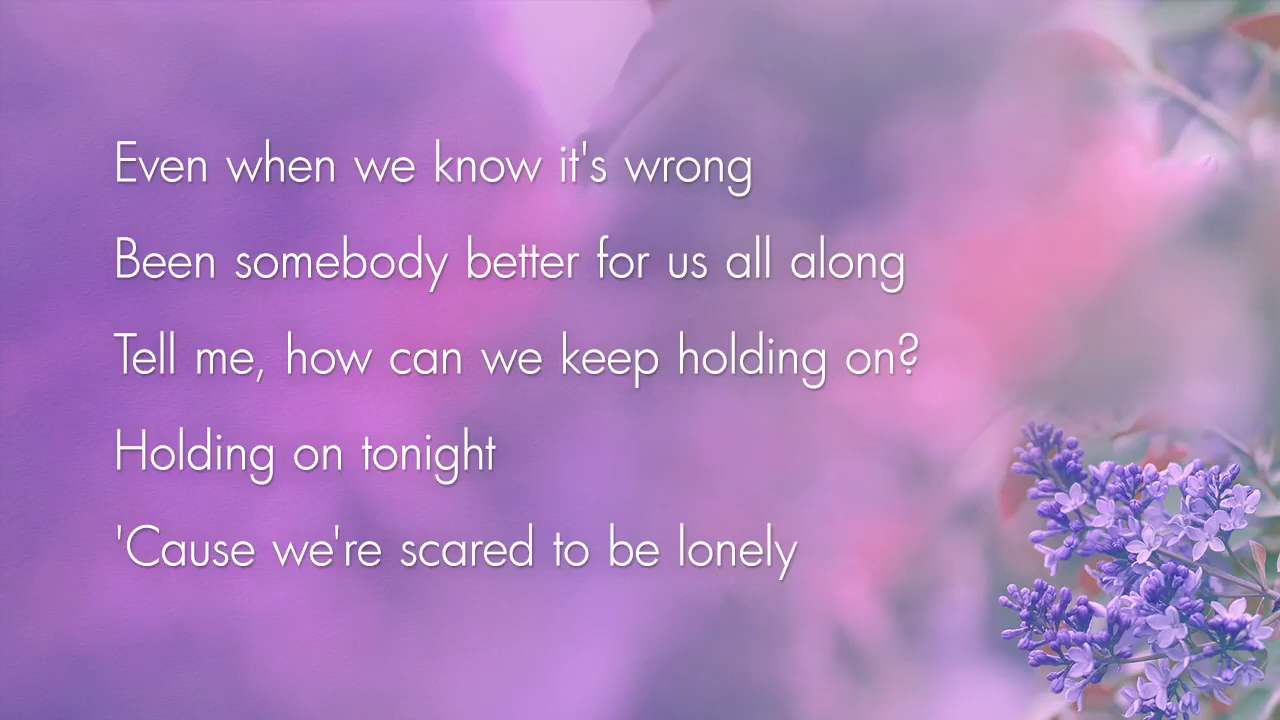 Even when we know it's wrong
Been somebody better for us all along
Tell me, how can we keep holding on?
Holding on tonight
'Cause we're scared to be lonely